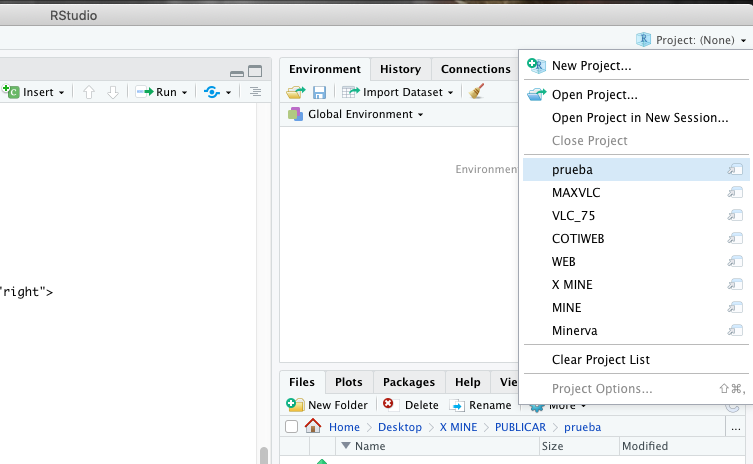 RStudio
Project: (None)
Environment History Connections
New Project...
Insert Run Import Dataset
Open Project...
Global Environment
Open Project in New Session...
Close Project
prueba
MAXVLC
VLC_75
COTIWEB
WEB
X MINE
MINE
Minerva
Clear Project List
Project Options... ⇧⌘,
Environmen
"right">
Files Plots Packages Help Vie
New Folder Delete Rename More
Home Desktop X MINE PUBLICAR prueba ...
Name Size Modified